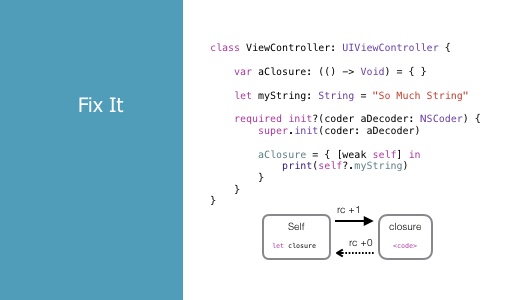 Fix It
class ViewController: UIViewController {
var aClosure: (() -> Void) = { }
let myString: String = "So Much String"
required init?(coder aDecoder: NSCoder) {
super.init(coder: aDecoder)
aClosure = { [weak self] in
print(self?.myString)
}
}
}
rc +1
Self
closure
let closure
rc +0
<code>